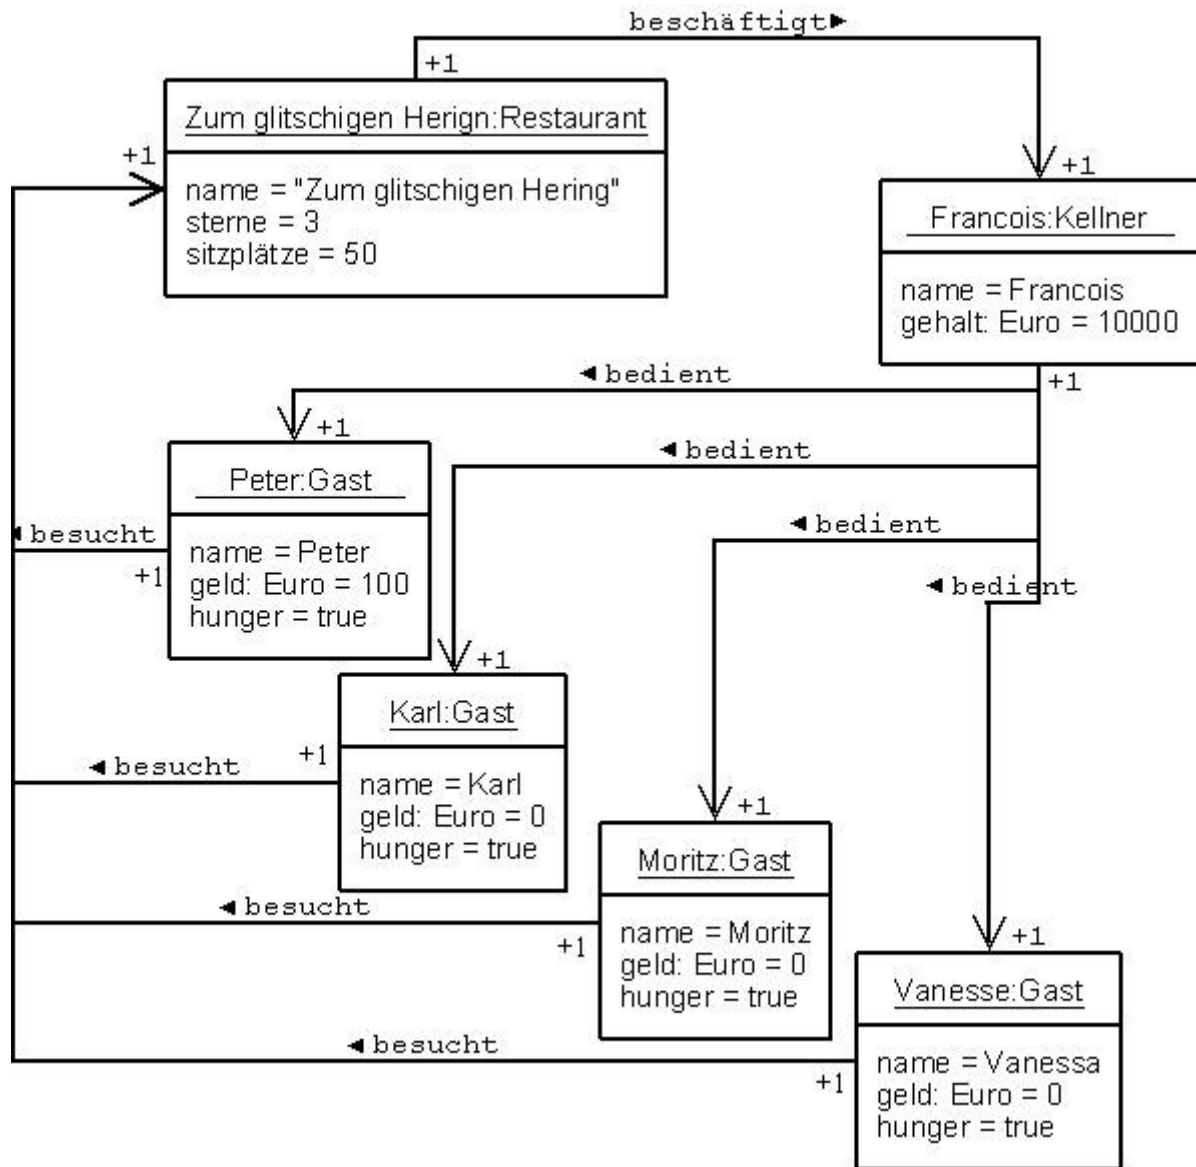 beschäftigt►
+1
Zum glitschigen Herign:Restaurant
+1
+1
name = "Zum glitschigen Hering"
sterne = 3
sitzplätze = 50
Francois:Kellner
name = Francois
gehalt: Euro = 10000
◄bedient
+1
+1
◄bedient
Peter:Gast
◄besucht
◄bedient
name = Peter
+1
geld: Euro = 100
◄bedient
hunger = true
+1
Karl:Gast
+1
◄besucht
name = Karl
+1
geld: Euro = 0
hunger = true
Moritz:Gast
◄besucht
+1
name = Moritz
+1
geld: Euro = 0
hunger = true
Vanesse:Gast
◄besucht
name = Vanessa
+1
geld: Euro = 0
hunger = true